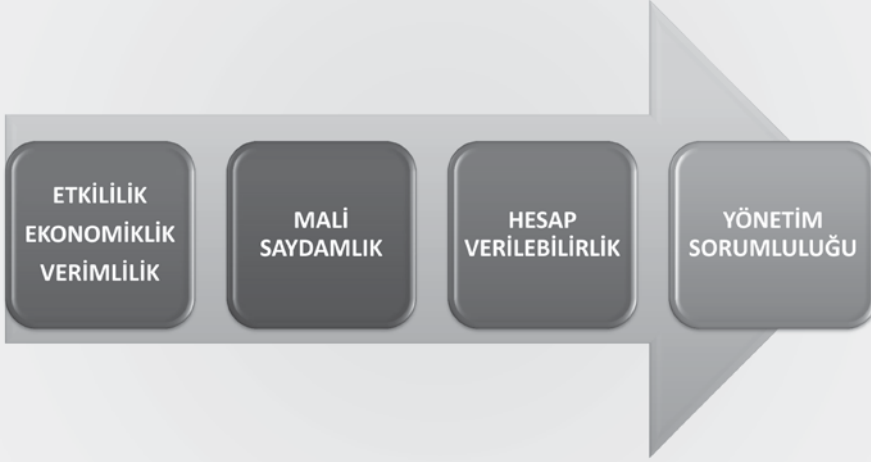 ETKİLİLİK
EKONOMİKLİK
VERİMLİLİK
MALİ
SAYDAMLIK
HESAP
VERİLEBİLİRLİK
YÖNETİM
SORUMLULUĞU